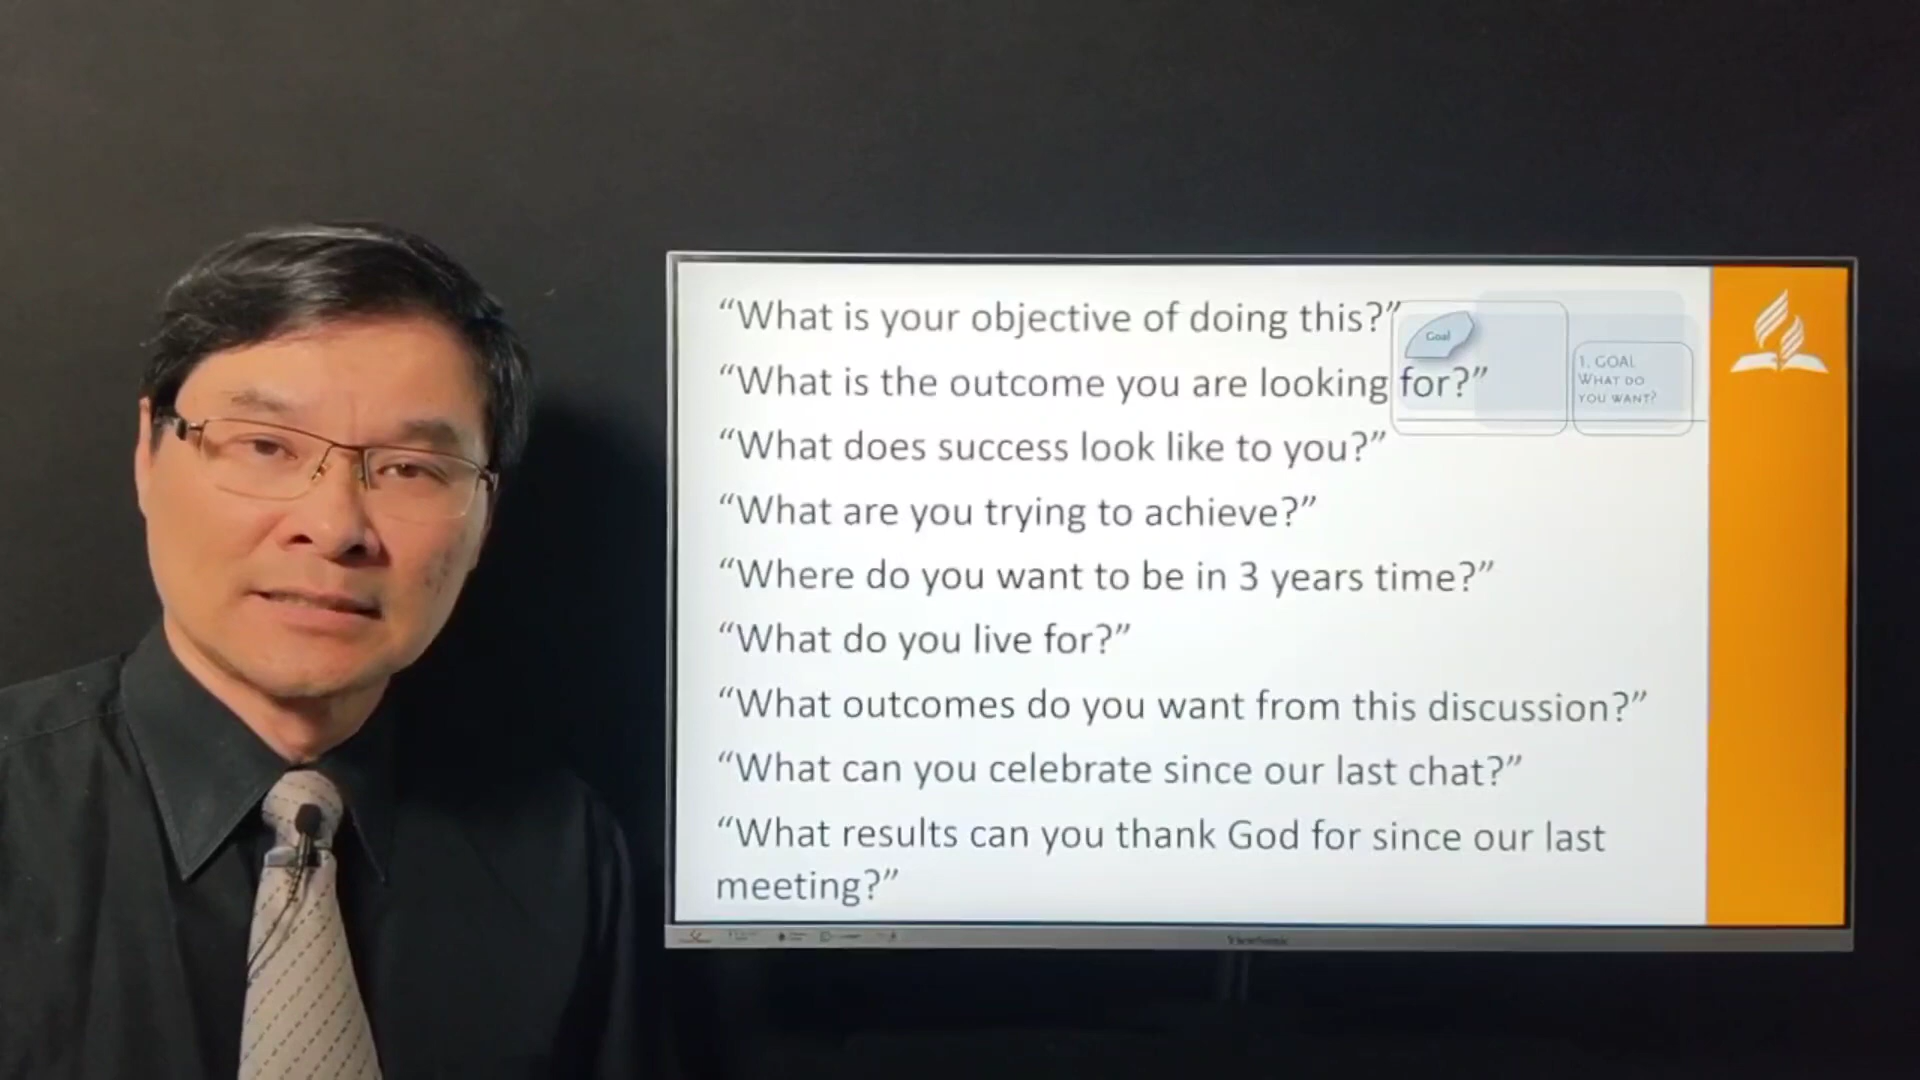 “What is your objective of doing this?”
Goal
“What is the outcome you are looking for?”
1. GOAL
WHAT DO
YOU WANT?
“What does success look like to you?”
“What are you trying to achieve?”
“Where do you want to be in 3 years time?”
“What do you live for?”
“What outcomes do you want from this discussion?”
“What can you celebrate since our last chat?”
“What results can you thank God for since our last
meeting?”
ViewSonic